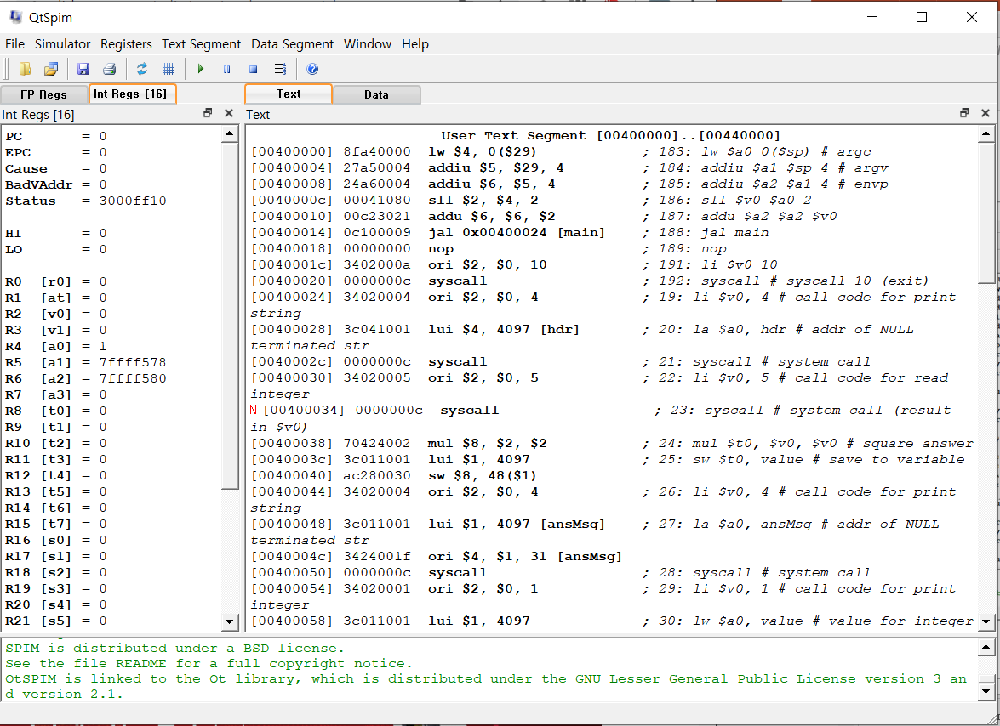 QtSpim
File Simulator Registers Text Segment Data Segment Window Help
FP Regs Int Regs [16] Text Data
Int Regs [16]
PC = 0
EPC = 0
Cause = 0
BadVAddr = 0
Status = 3000ff10
HI = 0
LO = 0
R0 [r0] = 0
R1 [at] = 0
R2 [v0] = 0
R3 [v1] = 0
R4 [a0] = 1
R5 [a1] = 7ffff578
R6 [a2] = 7ffff580
R7 [a3] = 0
R8 [t0] = 0
R9 [t1] = 0
R10 [t2] = 0
R11 [t3] = 0
R12 [t4] = 0
R13 [t5] = 0
R14 [t6] = 0
R15 [t7] = 0
R16 [s0] = 0
R17 [s1] = 0
R18 [s2] = 0
R19 [s3] = 0
R20 [s4] = 0
R21 [s5] = 0
Text
User Text Segment [00400000]..[00440000]
[00400000] 8fa40000 lw $4, 0($29) ; 183: lw $a0 0($sp) # argc
[00400004] 27a50004 addiu $5, $29, 4 ; 184: addiu $a1 $sp 4 # argv
[00400008] 24a60004 addiu $6, $5, 4 ; 185: addiu $a2 $a1 4 # envp
[0040000c] 00041080 sll $2, $4, 2 ; 186: sll $v0 $a0 2
[00400010] 00c23021 addu $6, $6, $2 ; 187: addu $a2 $a2 $v0
[00400014] 0c100009 jal 0x00400024 [main] ; 188: jal main
[00400018] 00000000 nop ; 189: nop
[0040001c] 3402000a ori $2, $0, 10 ; 191: li $v0 10
[00400020] 0000000c syscall ; 192: syscall # syscall 10 (exit)
[00400024] 34020004 ori $2, $0, 4 ; 19: li $v0, 4 # call code for print
string
[00400028] 3c041001 lui $4, 4097 [hdr] ; 20: la $a0, hdr # addr of NULL
terminated str
[0040002c] 0000000c syscall ; 21: syscall # system call
[00400030] 34020005 ori $2, $0, 5 ; 22: li $v0, 5 # call code for read
integer
N [00400034] 0000000c syscall ; 23: syscall # system call (result
in $v0)
[00400038] 70424002 mul $8, $2, $2 ; 24: mul $t0, $v0, $v0 # square answer
[0040003c] 3c011001 lui $1, 4097 ; 25: sw $t0, value # save to variable
[00400040] ac280030 sw $8, 48($1)
[00400044] 34020004 ori $2, $0, 4 ; 26: li $v0, 4 # call code for print
string
[00400048] 3c011001 lui $1, 4097 [ansMsg] ; 27: la $a0, ansMsg # addr of NULL
terminated str
[0040004c] 3424001f ori $4, $1, 31 [ansMsg]
[00400050] 0000000c syscall ; 28: syscall # system call
[00400054] 34020001 ori $2, $0, 1 ; 29: li $v0, 1 # call code for print
integer
[00400058] 3c011001 lui $1, 4097 ; 30: lw $a0, value # value for integer
SPIM is distributed under a BSD license.
See the file README for a full copyright notice.
QtSPIM is linked to the Qt library, which is distributed under the GNU Lesser General Public License version 3 an
d version 2.1.